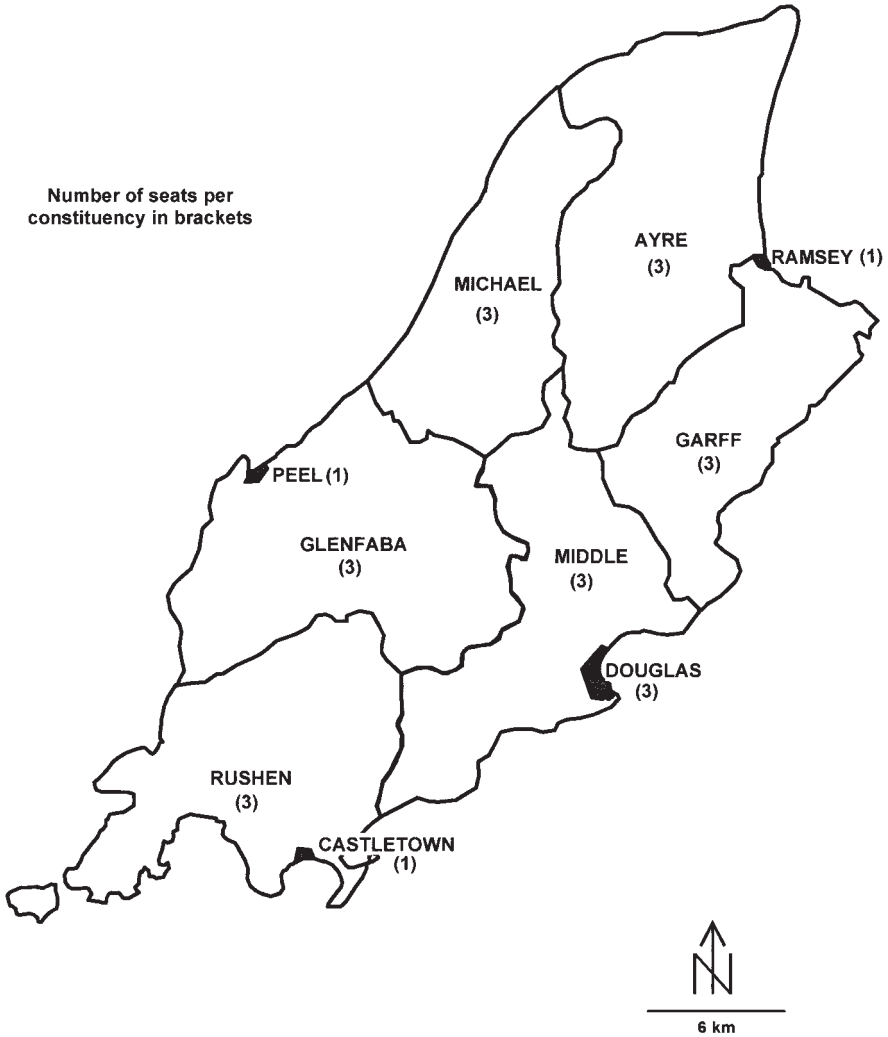 Number of seats per
constituency in brackets
AYRE
(3)
RAMSEY (1)
MICHAEL
(3)
GARFF
(3)
PEEL (1)
GLENFABA
(3)
MIDDLE
(3)
DOUGLAS
(3)
RUSHEN
(3)
CASTLETOWN
(1)
N
6 km